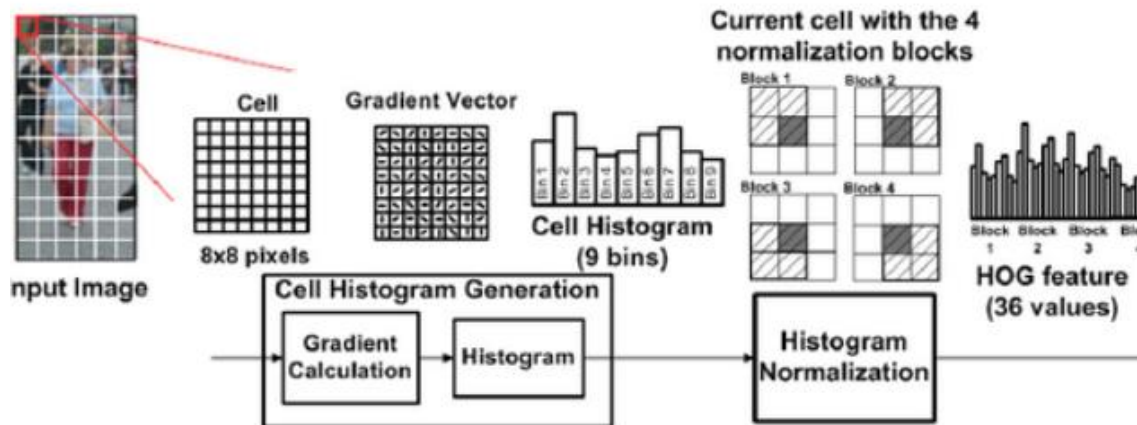 Current cell with the 4
normalization blocks
Block 1
Block 2
Cell
Gradient Vector
Bin 1
Bin 2
Bin 3
Bin 4
Bin 5
Bin 6
Bin 7
Bin 8
Bin 9
Block 3
Block 4
8x8 pixels
Cell Histogram
(9 bins)
Block Block Block Block
1 2 3
nput Image
HOG feature
(36 values)
Cell Histogram Generation
Gradient
Calculation
Histogram
Histogram
Normalization